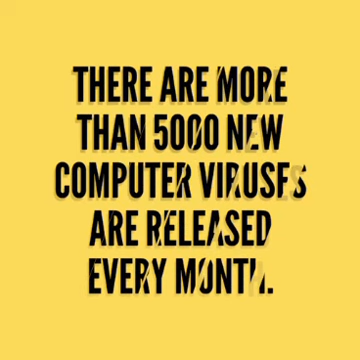 THERE ARE MORE
THAN 5000 NEW
COMPUTER VIRUSES
ARE RELEASED
EVERY MONTH.